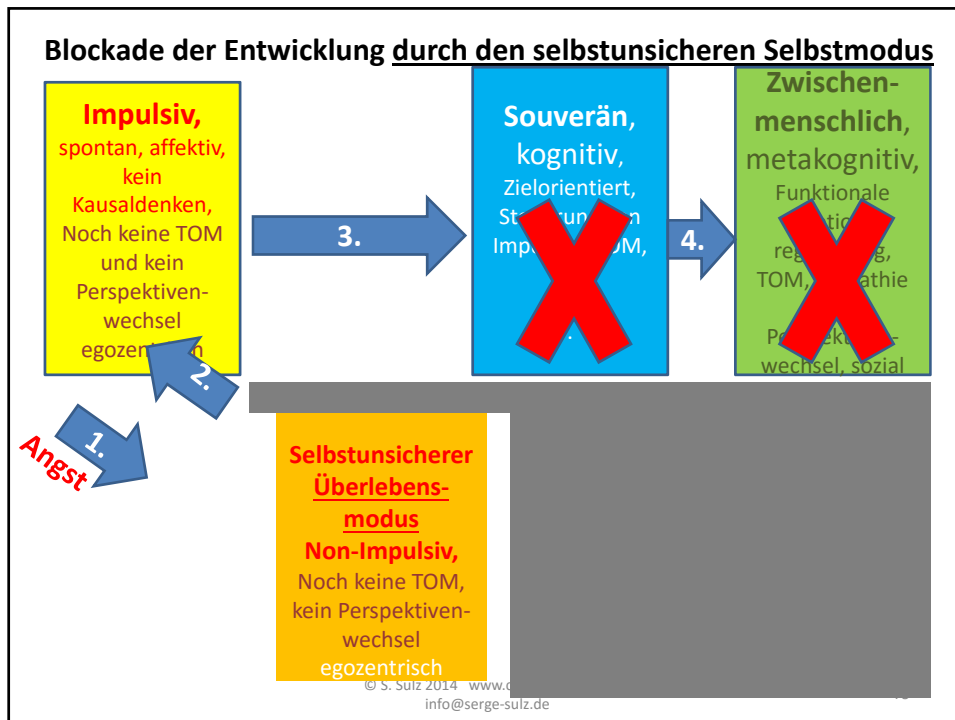 Blockade der Entwicklung durch den selbstunsicheren Selbstmodus
Impulsiv,
spontan, affektiv,
kein
Kausaldenken,
Noch keine TOM
und kein
Perspektiven-
wechsel
3.
Souverän,
kognitiv,
Zielorientiert,
4.
Zwischen-
menschlich,
metakognitiv,
Funktionale
TOM,
wechsel, sozial
2.
1.
Angst
Selbstunsicherer
Überlebens-
modus
Non-Impulsiv,
Noch keine TOM,
kein Perspektiven-
wechsel
egozentrisch
© S. Sulz 2014
info@serge-sulz.de